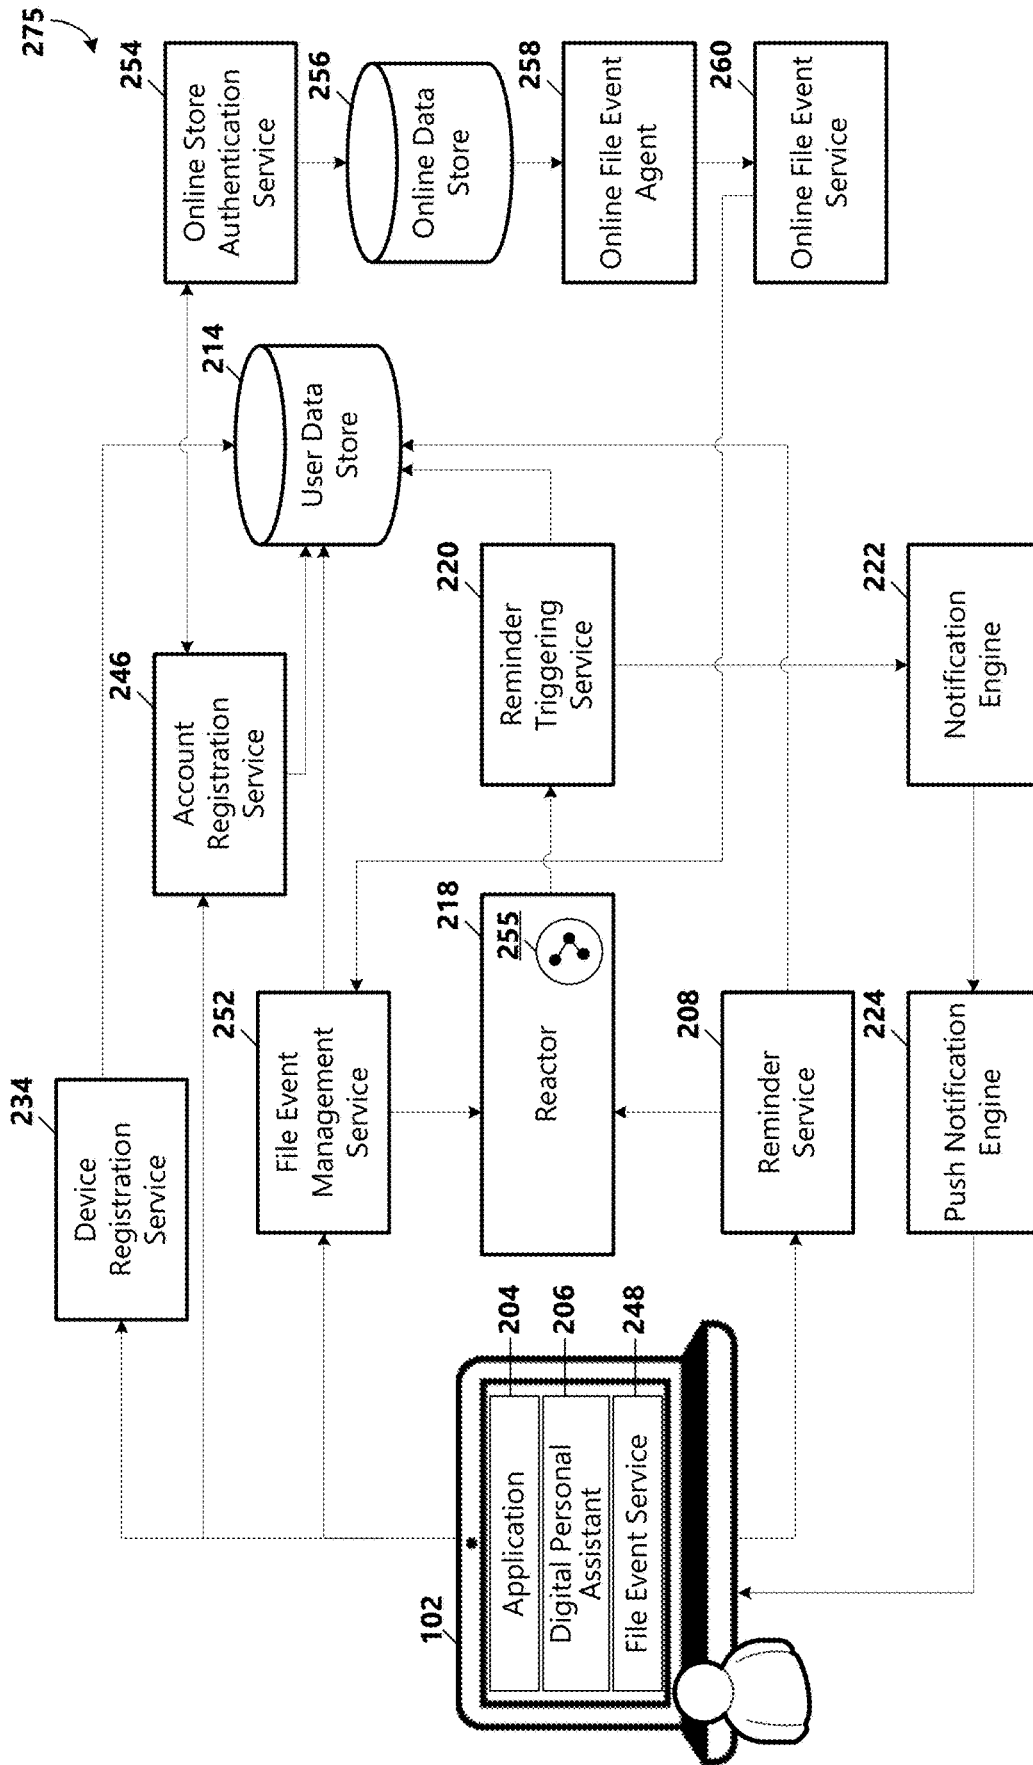 275
102
204
Application
206
Digital Personal
Assistant
248
File Event Service
234
Device
Registration
Service
246
Account
Registration
Service
252
File Event
Management
Service
218
Reactor
255
208
Reminder
Service
224
Push Notification
Engine
220
Reminder
Triggering
Service
222
Notification
Engine
214
User Data
Store
254
Online Store
Authentication
Service
256
Online Data
Store
258
Online File Event
Agent
260
Online File Event
Service